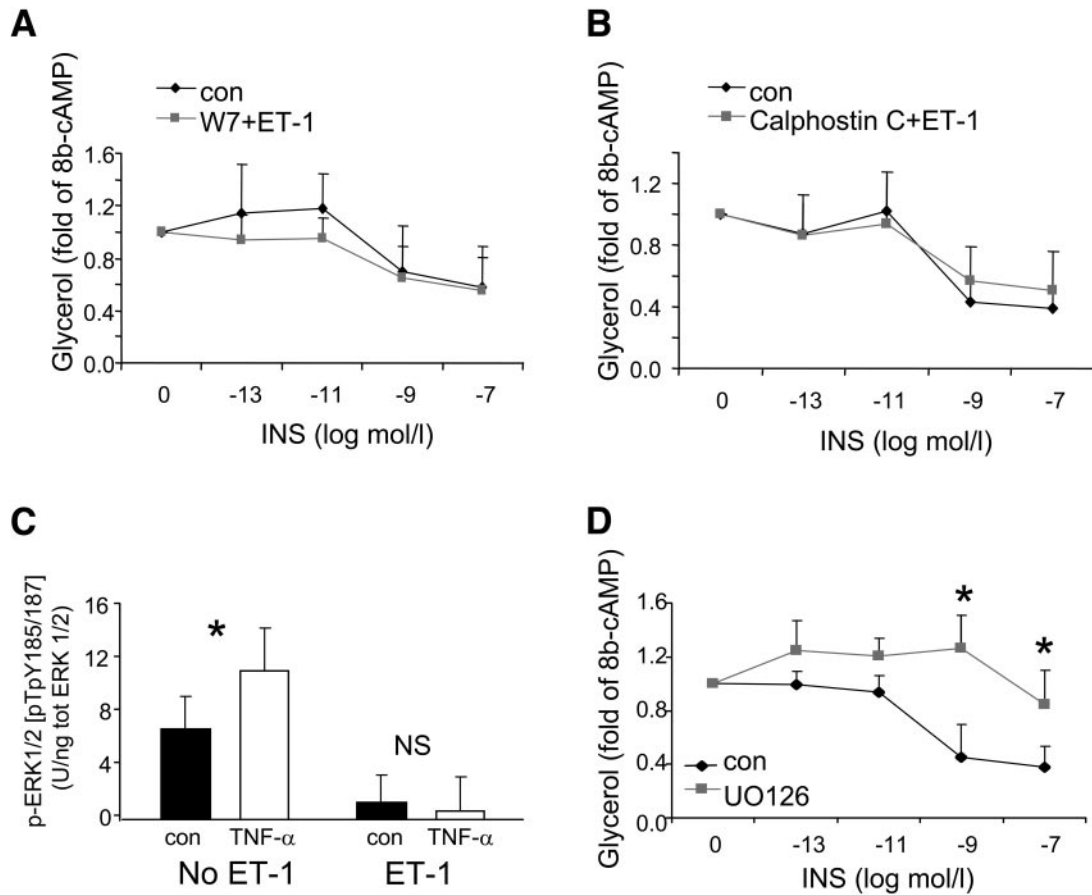 A
Glycerol (fold of 8b-cAMP)
con
W7+ET-1
1.6
1.2
0.8
0.4
0.0
0 -13 -11 -9 -7
INS (log mol/l)
B
Glycerol (fold of 8b-cAMP)
con
Calphostin C+ET-1
1.2
0.8
0.4
0.0
0 -13 -11 -9 -7
INS (log mol/l)
C
p-ERK1/2 [pTpY185/187]
(U/ng tot ERK 1/2)
16
12
8
4
0
*
NS
con TNF-α con TNF-α
No ET-1 ET-1
D
Glycerol (fold of 8b-cAMP)
1.6
1.2
0.8
0.4
0.0
*
*
con
UO126
0 -13 -11 -9 -7
INS (log mol/l)